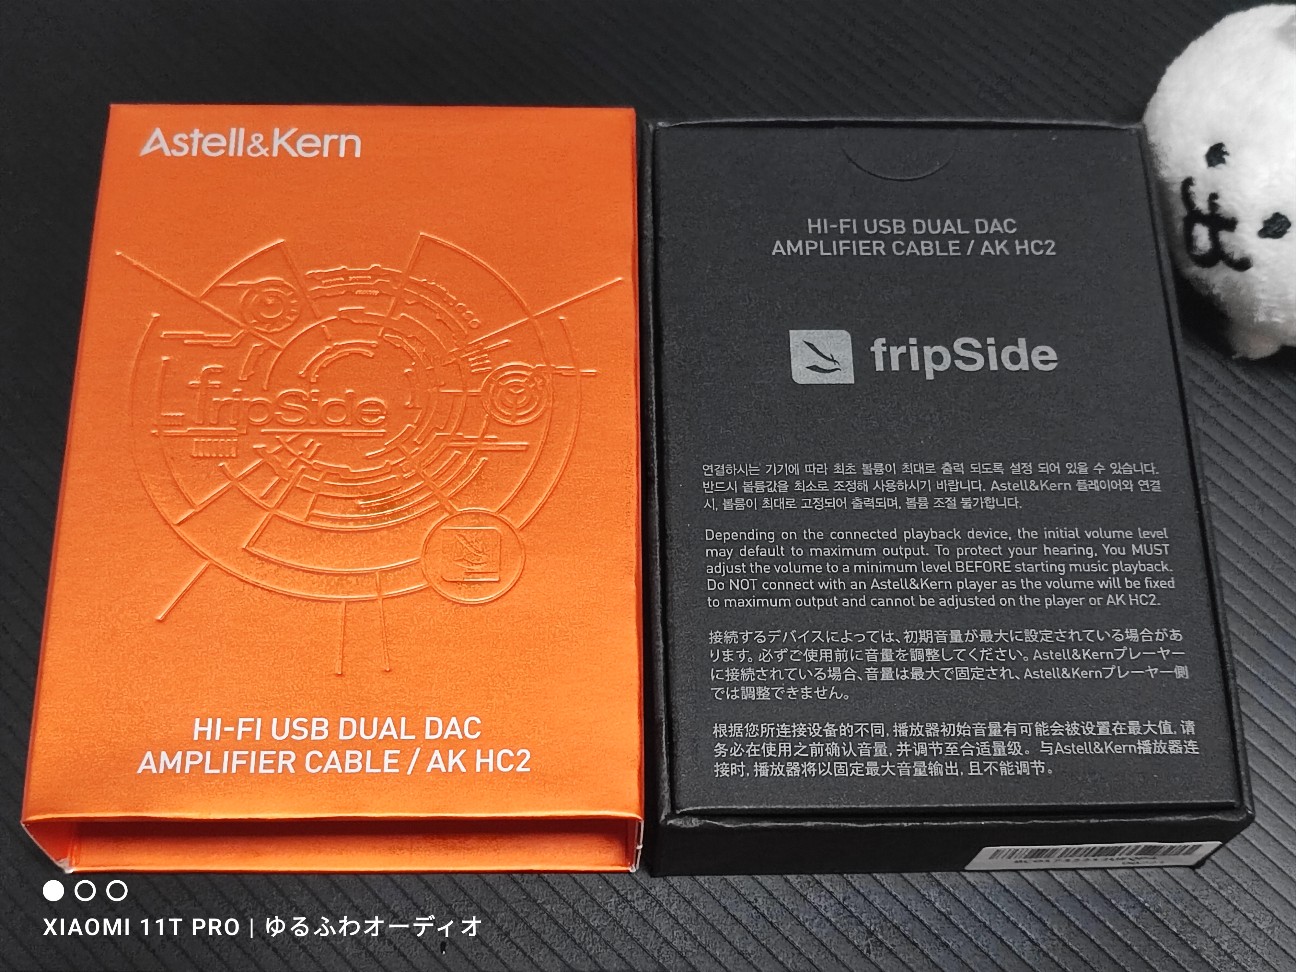 Astell&Kern
fripSide
HI-FI USB DUAL DAC
AMPLIFIER CABLE / AK HC2
HI-FI USB DUAL DAC
AMPLIFIER CABLE / AK HC2
fripSide
연결하시는 기기에 따라 최초 볼륨이 최대로 출력 되도록 설정 되어 있을 수 있습니다.
반드시 볼륨값을 최소로 조정해 사용하시기 바랍니다. Astell&Kern 플레이어와 연결
시, 볼륨이 최대로 고정되어 출력되며, 볼륨 조절 불가합니다.
Depending on the connected playback device, the initial volume level
may default to maximum output. To protect your hearing, You MUST
adjust the volume to a minimum level BEFORE starting music playback.
Do NOT connect with an Astell&Kern player as the volume will be fixed
to maximum output and cannot be adjusted on the player or AK HC2.
接続するデバイスによっては、初期音量が最大に設定されている場合があ
ります。必ずご使用前に音量を調整してください。Astell&Kernプレーヤー
に接続されている場合、音量は最大で固定され、Astell&Kernプレーヤー側
では調整できません。
根据您所连接设备的不同, 播放器初始音量有可能会被设置在最大值, 请
务必在使用之前确认音量, 并调节至合适量级。与Astell&Kern播放器连
接时, 播放器将以固定最大音量输出, 且不能调节。
XIAOMI 11T PRO | ゆるふわオーディオ